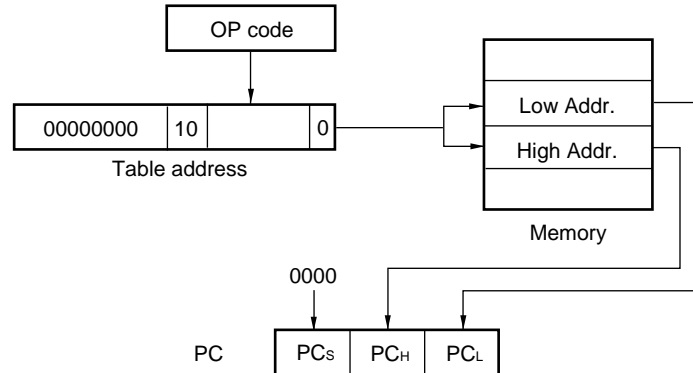 OP code
00000000 10 0
Table address
Low Addr.
High Addr.
Memory
0000
PC PCS PCH PCL